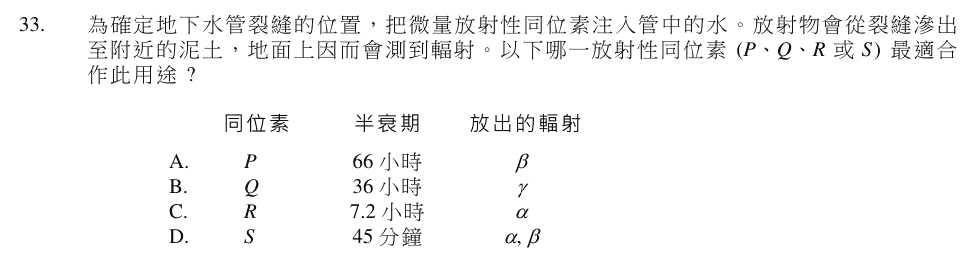 33. 為確定地下水管裂縫的位置，把微量放射性同位素注入管中的水。放射物會從裂縫滲出
至附近的泥土，地面上因而會測到輻射。以下哪一放射性同位素 (P、Q、R 或 S) 最適合
作此用途？
同位素 半衰期 放出的輻射
A. P 66 小時 β
B. Q 36 小時 γ
C. R 7.2 小時 α
D. S 45 分鐘 α, β